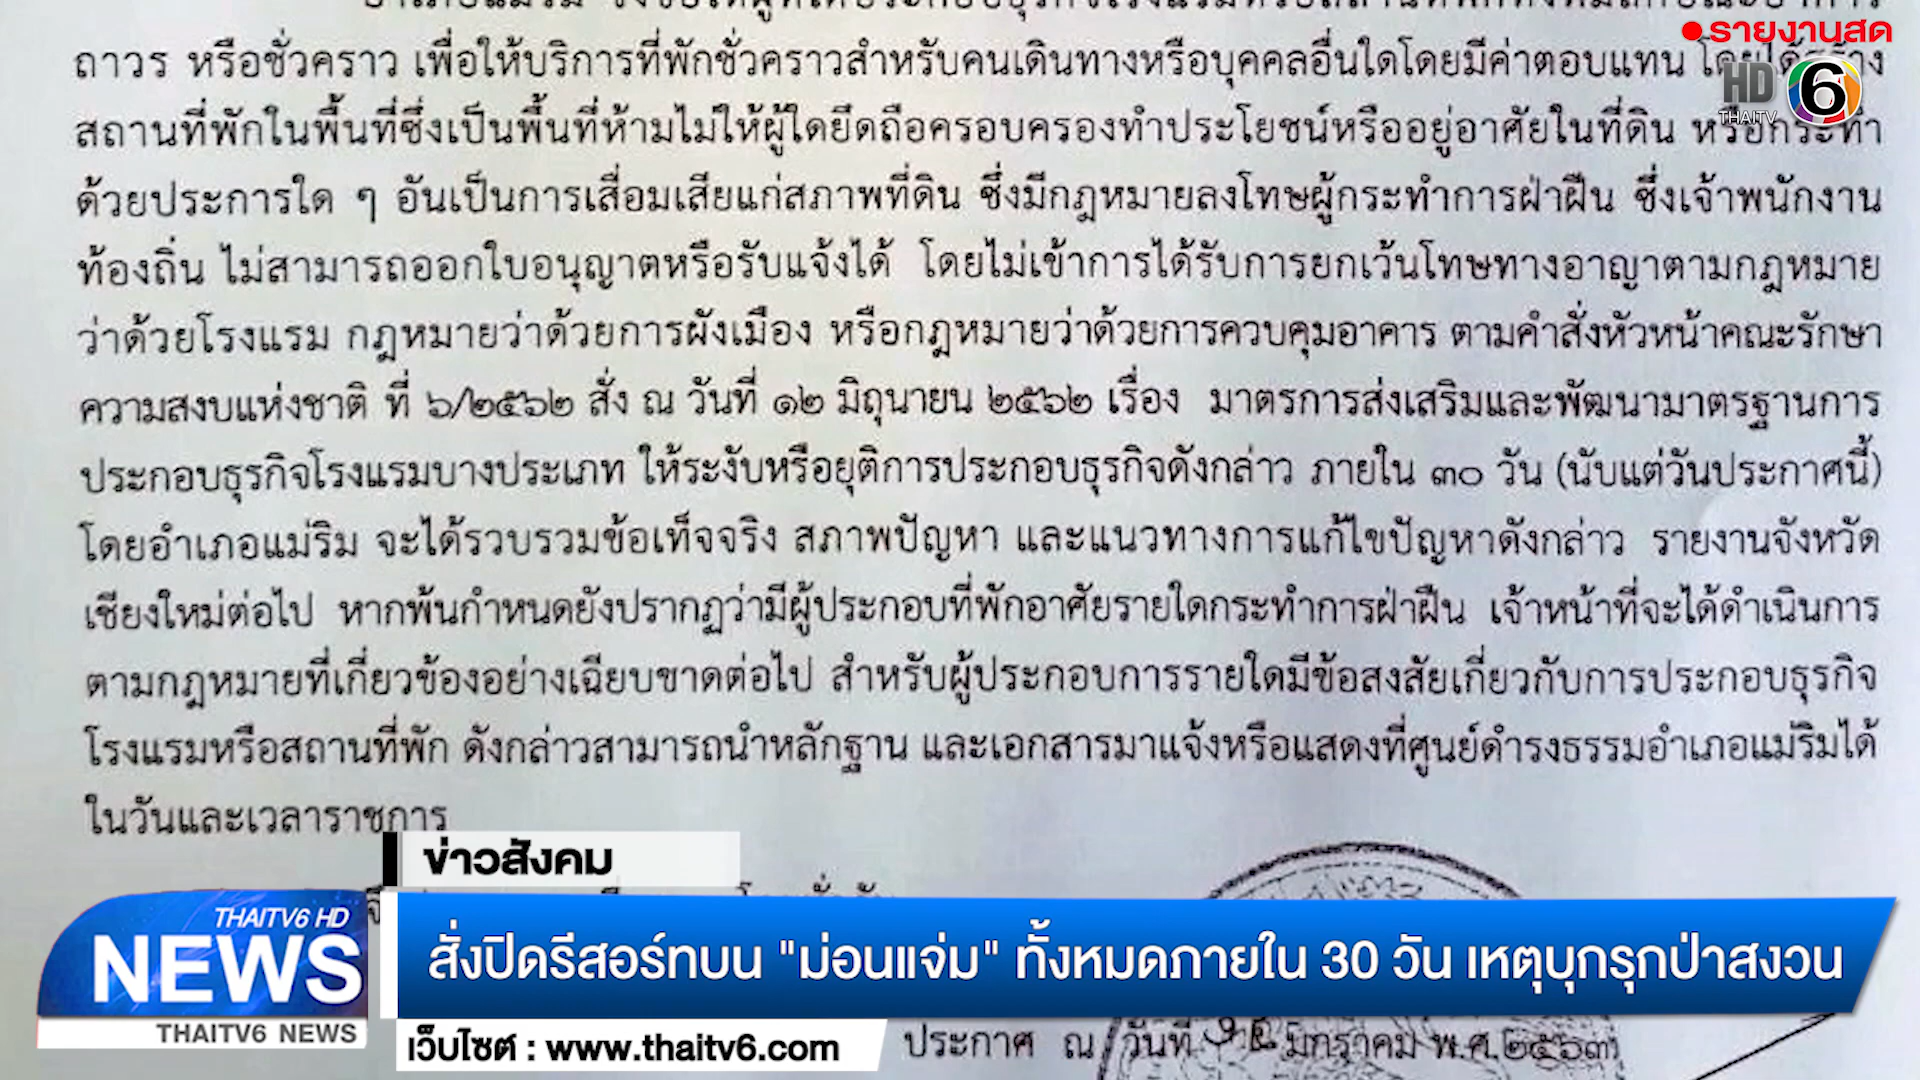 ●รายงานสด
HD 6
THAITV
ถาวร หรือชั่วคราว เพื่อให้บริการที่พักชั่วคราวสำหรับคนเดินทางหรือบุคคลอื่นใดโดยมีค่าตอบแทน โดยได้สร้าง
สถานที่พักในพื้นที่ซึ่งเป็นพื้นที่ห้ามไม่ให้ผู้ใดยึดถือครอบครองทำประโยชน์หรืออยู่อาศัยในที่ดิน หรือกระทำ
ด้วยประการใด ๆ อันเป็นการเสื่อมเสียแก่สภาพที่ดิน ซึ่งมีกฎหมายลงโทษผู้กระทำการฝ่าฝืน ซึ่งเจ้าพนักงาน
ท้องถิ่น ไม่สามารถออกใบอนุญาตหรือรับแจ้งได้ โดยไม่เข้าการได้รับการยกเว้นโทษทางอาญาตามกฎหมาย
ว่าด้วยโรงแรม กฎหมายว่าด้วยการผังเมือง หรือกฎหมายว่าด้วยการควบคุมอาคาร ตามคำสั่งหัวหน้าคณะรักษา
ความสงบแห่งชาติ ที่ ๖/๒๕๖๒ สั่ง ณ วันที่ ๑๒ มิถุนายน ๒๕๖๒ เรื่อง มาตรการส่งเสริมและพัฒนามาตรฐานการ
ประกอบธุรกิจโรงแรมบางประเภท ให้ระงับหรือยุติการประกอบธุรกิจดังกล่าว ภายใน ๓๐ วัน (นับแต่วันประกาศนี้)
โดยอำเภอแม่ริม จะได้รวบรวมข้อเท็จจริง สภาพปัญหา และแนวทางการแก้ไขปัญหาดังกล่าว รายงานจังหวัด
เชียงใหม่ต่อไป หากพ้นกำหนดยังปรากฏว่ามีผู้ประกอบที่พักอาศัยรายใดกระทำการฝ่าฝืน เจ้าหน้าที่จะได้ดำเนินการ
ตามกฎหมายที่เกี่ยวข้องอย่างเฉียบขาดต่อไป สำหรับผู้ประกอบการรายใดมีข้อสงสัยเกี่ยวกับการประกอบธุรกิจ
โรงแรมหรือสถานที่พัก ดังกล่าวสามารถนำหลักฐาน และเอกสารมาแจ้งหรือแสดงที่ศูนย์ดำรงธรรมอำเภอแม่ริมได้
ในวันและเวลาราชการ
ข่าวสังคม
THAITV6 HD
NEWS
THAITV6 NEWS
สั่งปิดรีสอร์ทบน "ม่อนแจ่ม" ทั้งหมดภายใน 30 วัน เหตุบุกรุกป่าสงวน
เว็บไซต์ : www.thaitv6.com
ประกาศ ณ วันที่ มกราคม พ.ศ.๒๕๖๓